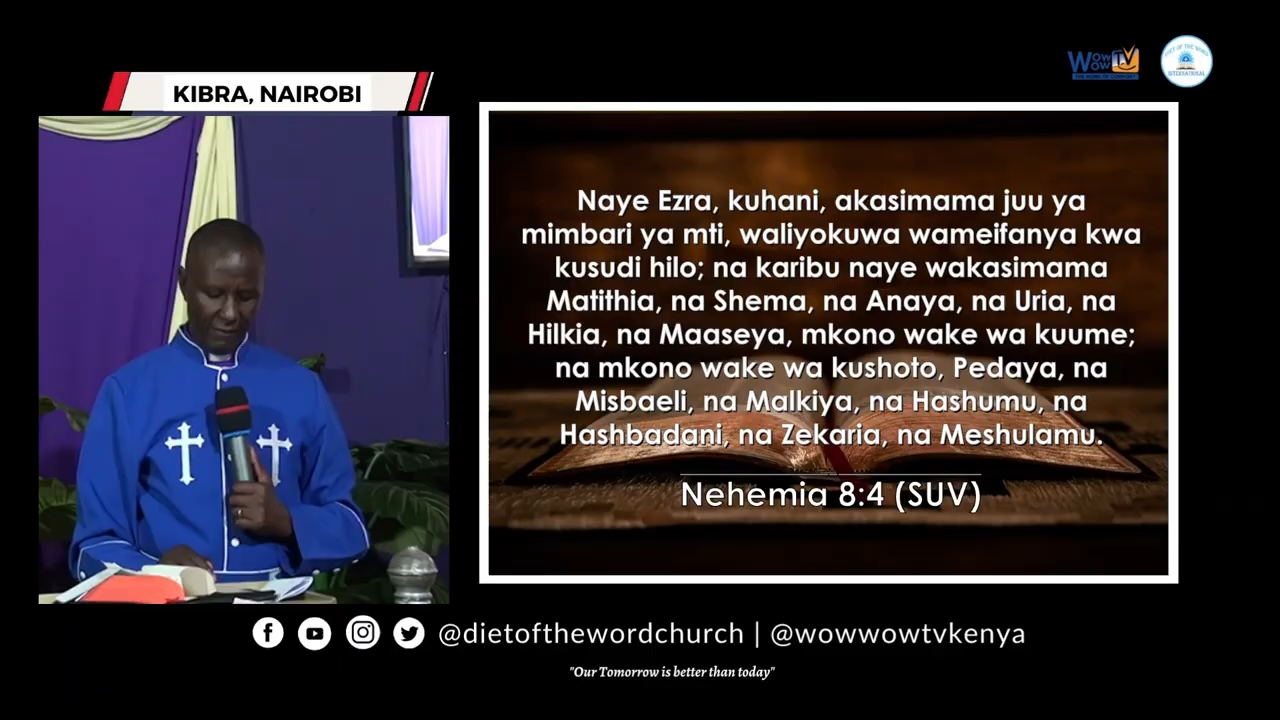 WOW WOW TV
KIBRA, NAIROBI
Naye Ezra, kuhani, akasimama juu ya
mimbari ya mti, waliyokuwa wameifanya kwa
kusudi hilo; na karibu naye wakasimama
Matithia, na Shema, na Anaya, na Uria, na
Hilkia, na Maaseya, mkono wake wa kuume;
na mkono wake wa kushoto, Pedaya, na
Misbaeli, na Malkiya, na Hashumu, na
Hashbadani, na Zekaria, na Meshulamu.
Nehemia 8:4 (SUV)
@dietofthewordchurch | @wowwowtvkenya
"Our Tomorrow is better than today"